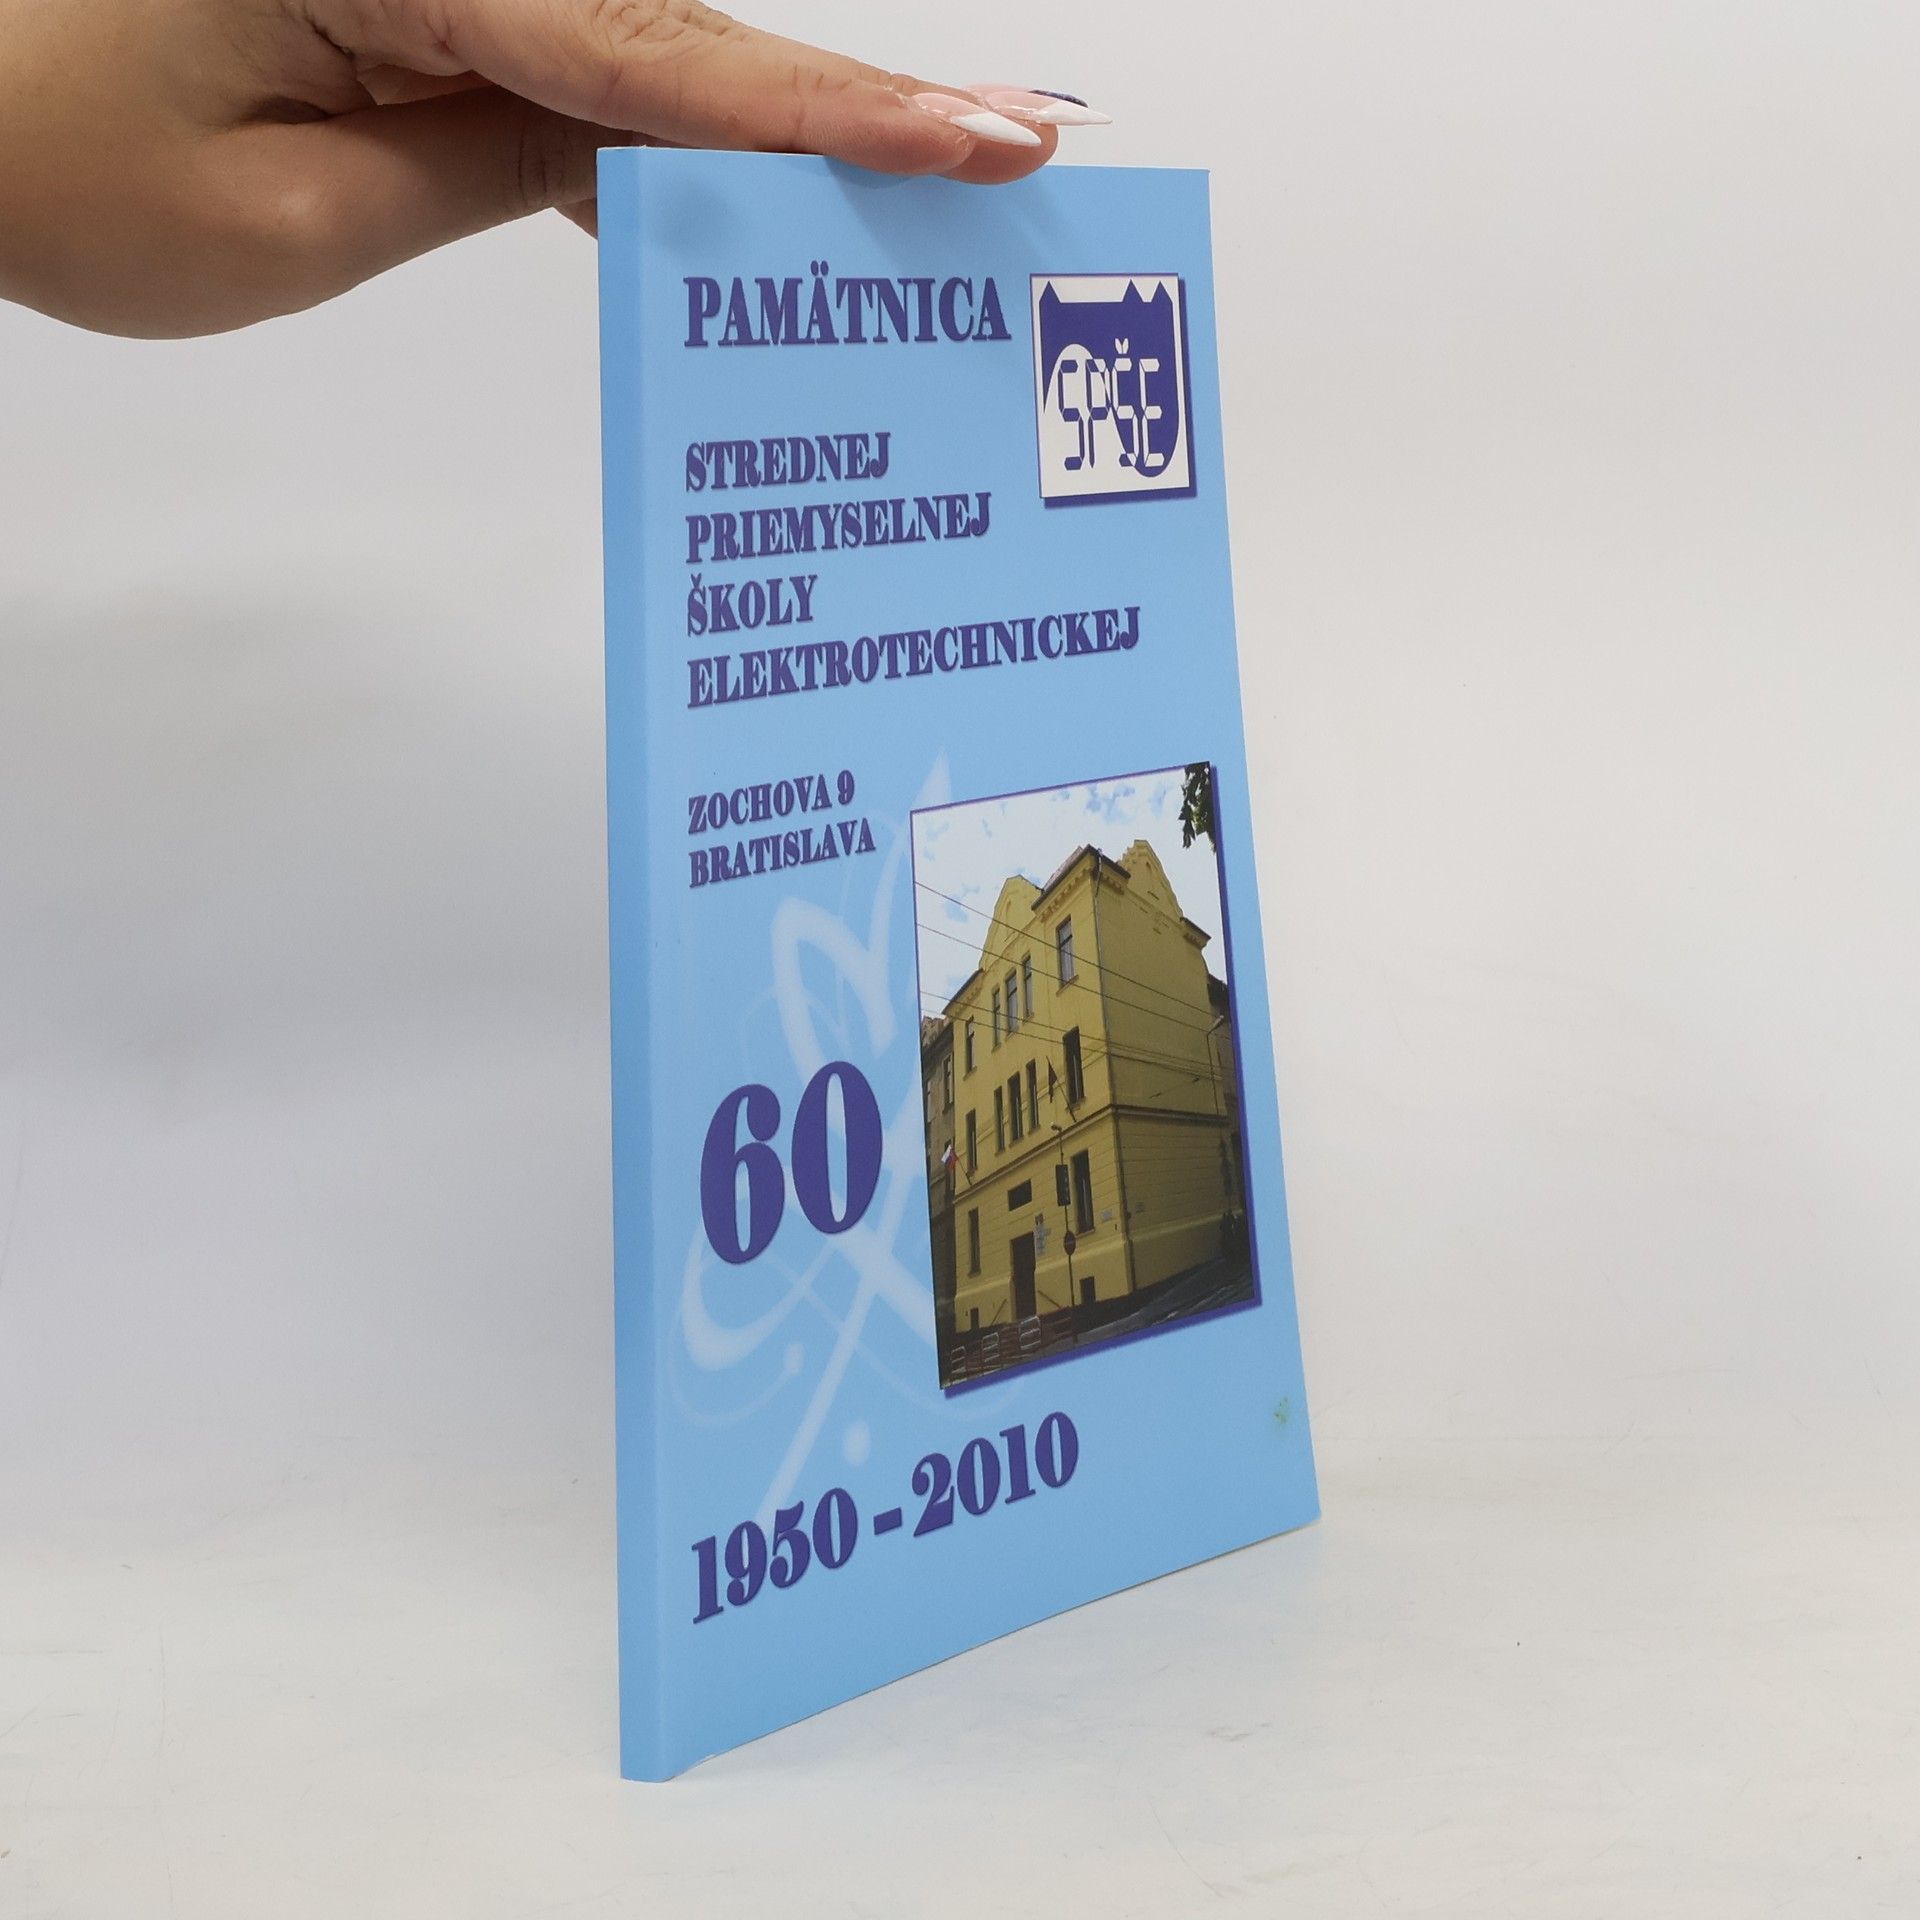 PAMÄTNICA
SPŠE
STREDNEJ
PRIEMYSELNEJ
ŠKOLY
ELEKTROTECHNICKEJ
ZOCHOVA 9
BRATISLAVA
60
1950 - 2010